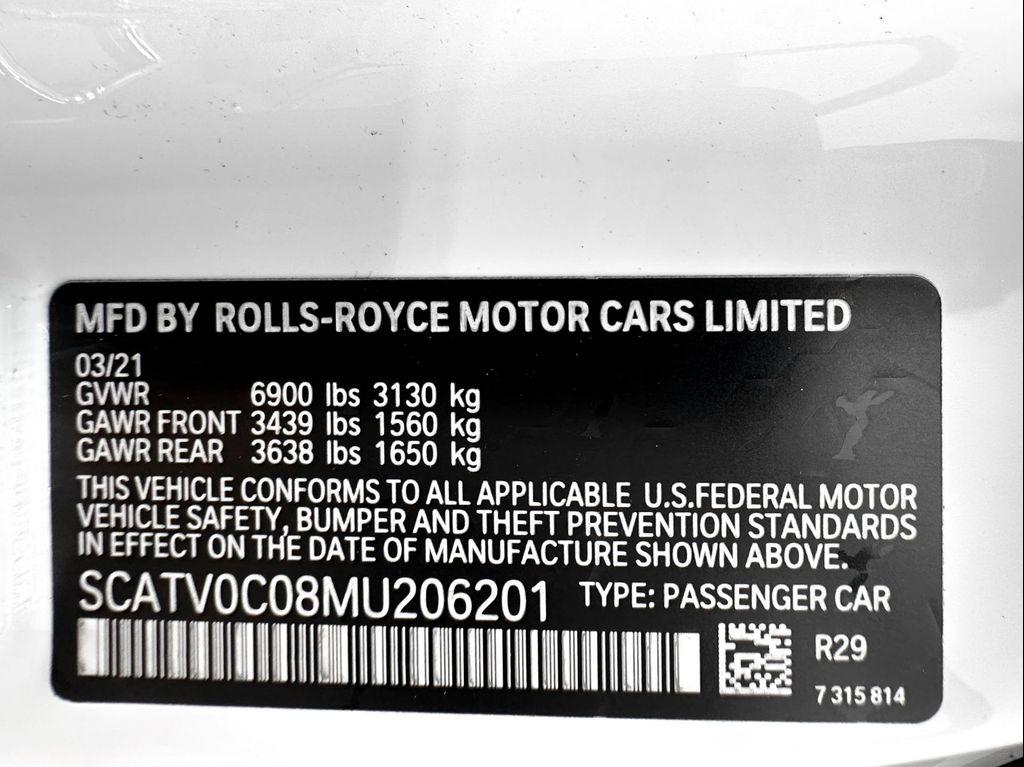 MFD BY ROLLS-ROYCE MOTOR CARS LIMITED
03/21
GVWR 6900 lbs 3130 kg
GAWR FRONT 3439 lbs 1560 kg
GAWR REAR 3638 lbs 1650 kg
THIS VEHICLE CONFORMS TO ALL APPLICABLE U.S.FEDERAL MOTOR
VEHICLE SAFETY, BUMPER AND THEFT PREVENTION STANDARDS
IN EFFECT ON THE DATE OF MANUFACTURE SHOWN ABOVE.
SCATV0C08MU206201 TYPE: PASSENGER CAR
R29
7 315 814